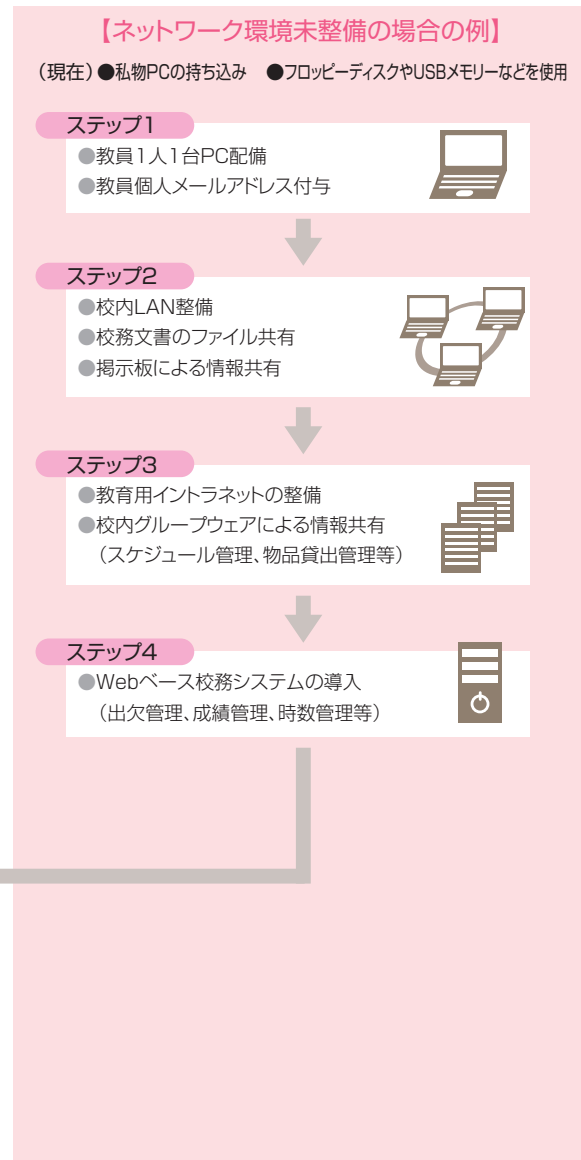 【ネットワーク環境未整備の場合の例】
（現在）●私物PCの持ち込み　●フロッピーディスクやUSBメモリーなどを使用
ステップ1
●教員1人1台PC配備
●教員個人メールアドレス付与
ステップ2
●校内LAN整備
●校務文書のファイル共有
●掲示板による情報共有
ステップ3
●教育用イントラネットの整備
●校内グループウェアによる情報共有
（スケジュール管理、物品貸出管理等）
ステップ4
●Webベース校務システムの導入
（出欠管理、成績管理、時数管理等）